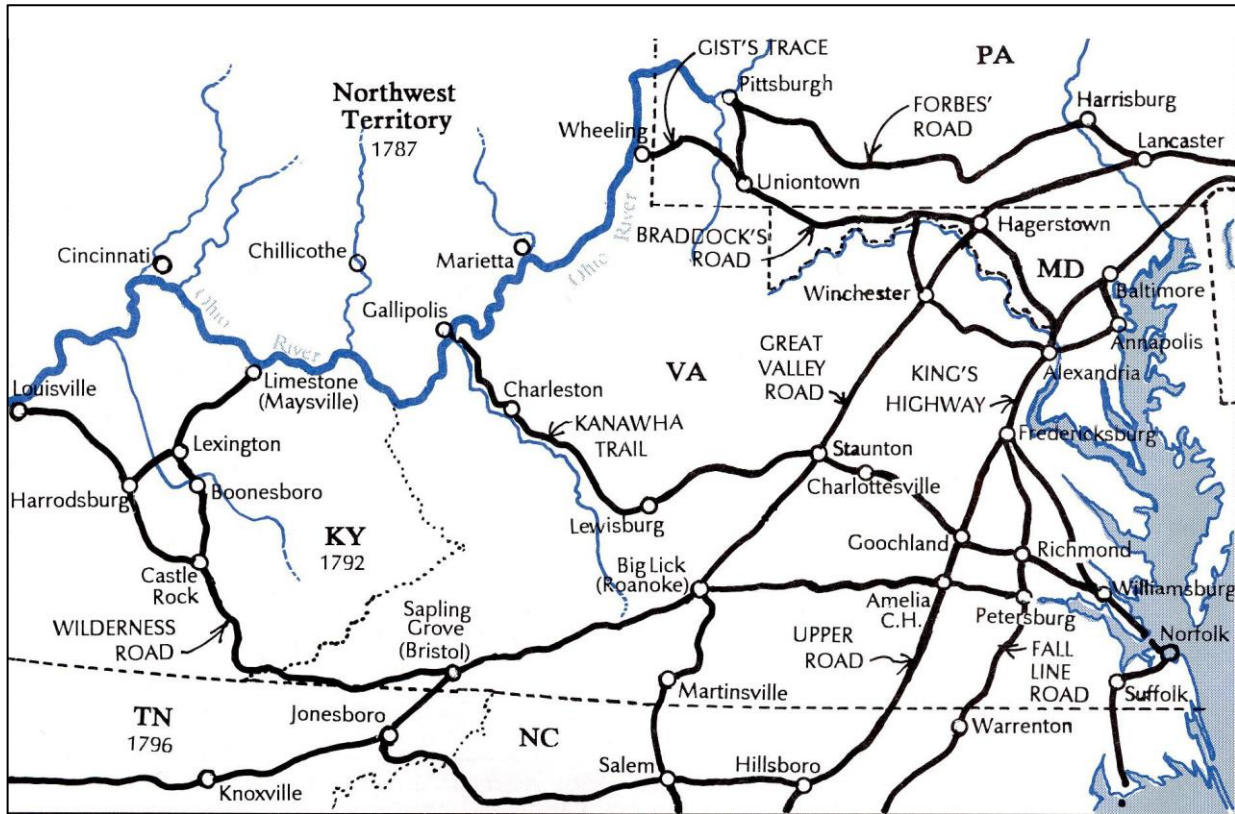 GIST'S TRACE
PA
Pittsburgh
Northwest
Territory
1787
FORBES'
ROAD
Harrisburg
Wheeling
Lancaster
Uniontown
Hagerstown
BRADDOCK'S
ROAD
Ohio
River
Cincinnati
Chillicothe
Marietta
MD
Baltimore
Winchester
Ohio
River
Gallipolis
Annapolis
GREAT
VALLEY
ROAD
VA
KING'S
HIGHWAY
Alexandria
Louisville
Limestone
(Maysville)
Charleston
KANAWHA
TRAIL
Fredericksburg
Lexington
Staunton
Charlottesville
Harrodsburg
Boonesboro
Lewisburg
KY
1792
Goochland
Richmond
Castle
Rock
Big Lick
(Roanoke)
Williamsburg
Amelia
C.H.
Petersburg
Sapling
Grove
(Bristol)
WILDERNESS
ROAD
UPPER
ROAD
FALL
LINE
ROAD
Norfolk
Martinsville
Suffolk
TN
1796
Jonesboro
NC
Warrenton
Salem
Hillsboro
Knoxville